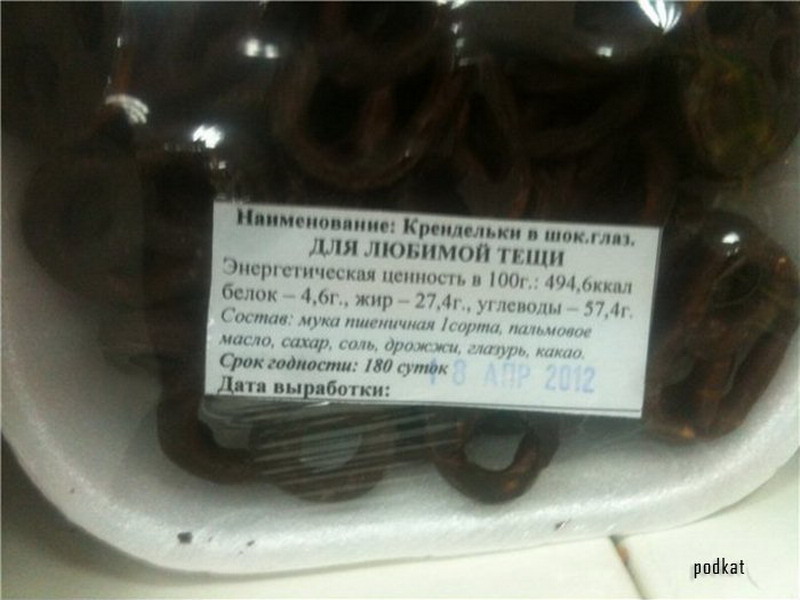 Наименование: Крендельки в шок.глаз.
ДЛЯ ЛЮБИМОЙ ТЕЩИ
Энергетическая ценность в 100г.: 494,6ккал
белок – 4,6г., жир – 27,4г., углеводы – 57,4г.
Состав: мука пшеничная 1сорта, пальмовое
масло, сахар, соль, дрожжи, глазурь, какао.
Срок годности: 180 суток
Дата выработки: 18 АПР 2012
podkat